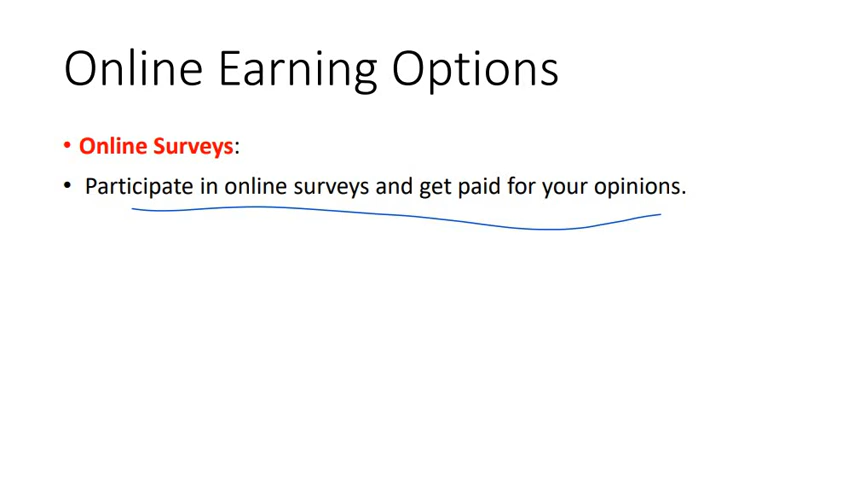 Online Earning Options
• Online Surveys:
• Participate in online surveys and get paid for your opinions.